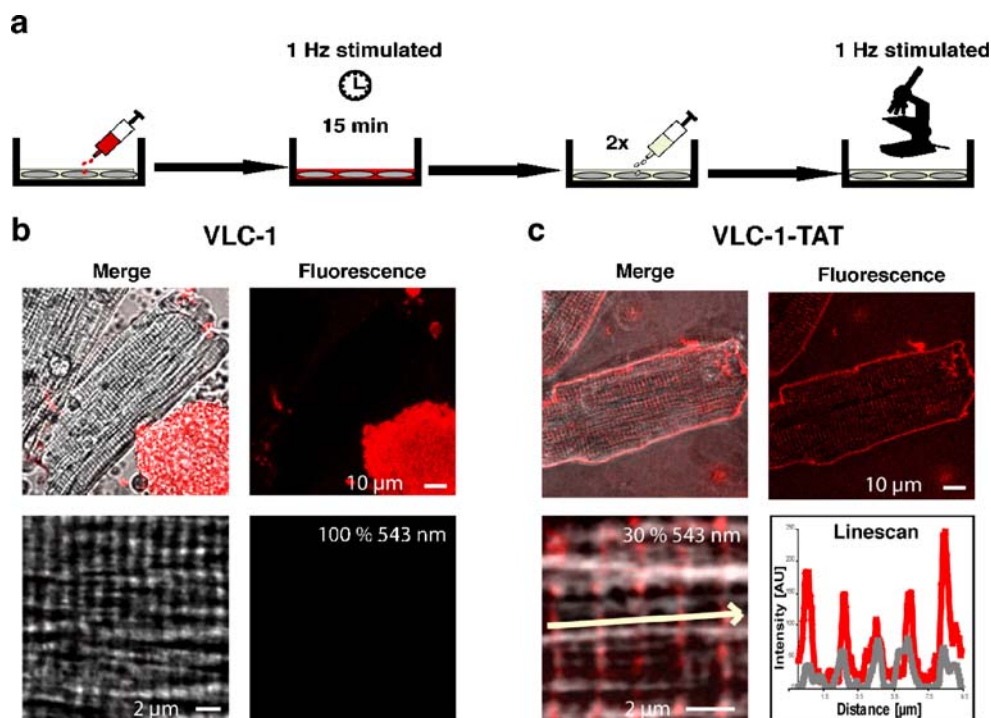 a
1 Hz stimulated
15 min
2x
1 Hz stimulated
b
VLC-1
Merge
Fluorescence
10 µm
100 % 543 nm
2 µm
c
VLC-1-TAT
Merge
Fluorescence
10 µm
30 % 543 nm
2 µm
Linescan
Intensity [AU]
Distance [µm]